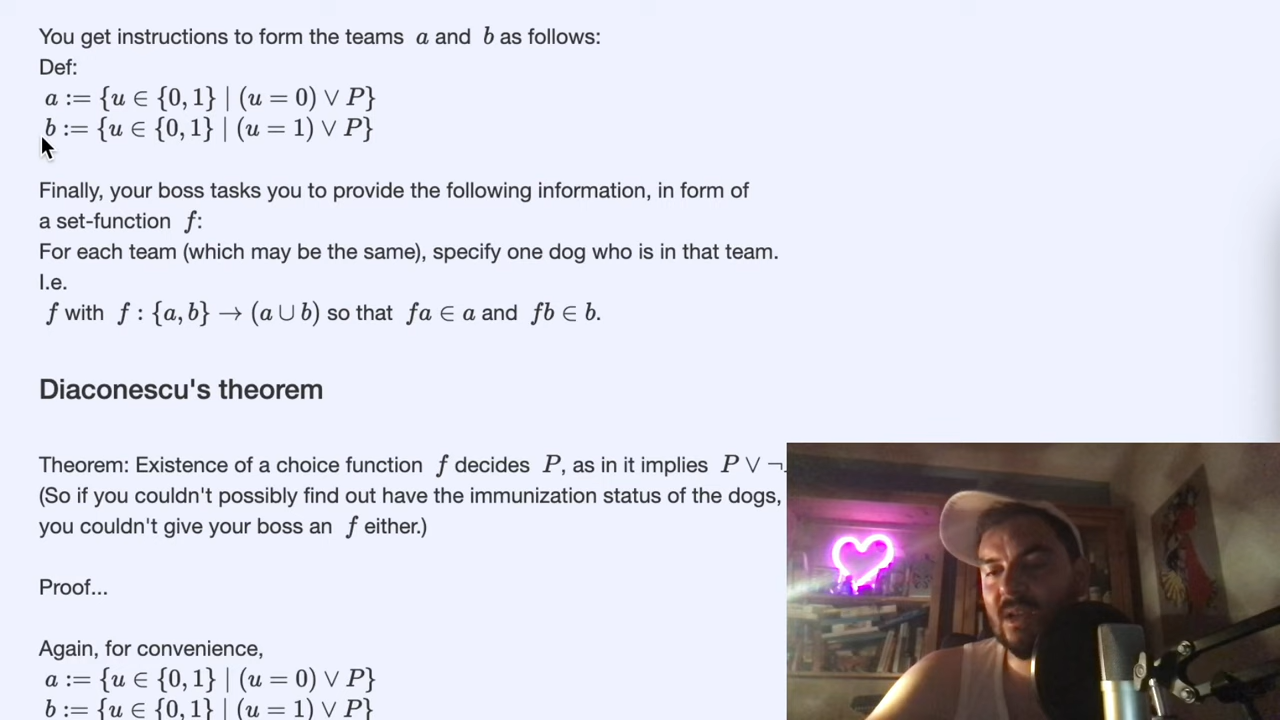 You get instructions to form the teams a and b as follows:
Def:
a := {u ∈ {0, 1} | (u = 0) ∨ P}
b := {u ∈ {0, 1} | (u = 1) ∨ P}
Finally, your boss tasks you to provide the following information, in form of
a set-function f:
For each team (which may be the same), specify one dog who is in that team.
I.e.
f with f : {a, b} → (a ∪ b) so that fa ∈ a and fb ∈ b.
Diaconescu's theorem
Theorem: Existence of a choice function f decides P, as in it implies P ∨ ¬
(So if you couldn't possibly find out have the immunization status of the dogs,
you couldn't give your boss an f either.)
Proof...
Again, for convenience,
a := {u ∈ {0, 1} | (u = 0) ∨ P}
b := {u ∈ {0, 1} | (u = 1) ∨ P}